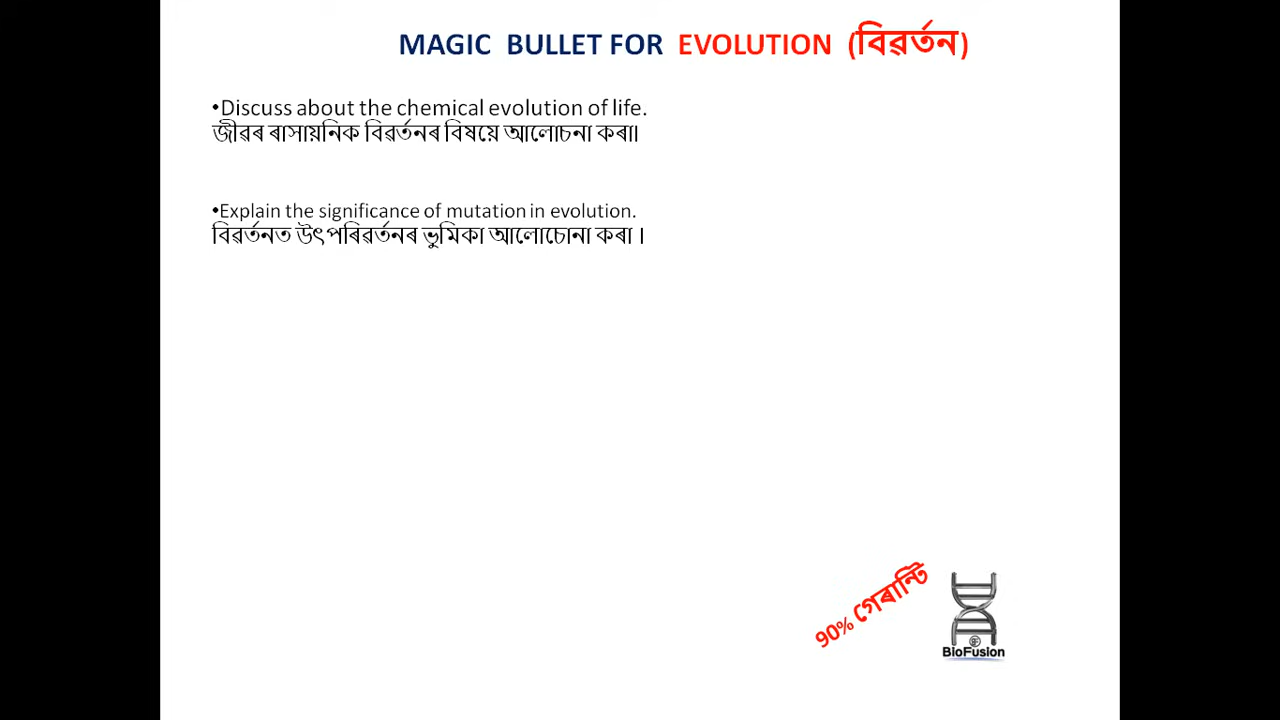 MAGIC BULLET FOR EVOLUTION (বিৱৰ্তন)
•Discuss about the chemical evolution of life.
জীৱৰ ৰাসায়নিক বিৱৰ্তনৰ বিষয়ে আলোচনা কৰা।
•Explain the significance of mutation in evolution.
বিৱৰ্তনত উৎপৰিৱৰ্তনৰ ভুমিকা আলোচোনা কৰা ।
90% গেৰান্টি
BF
BioFusion